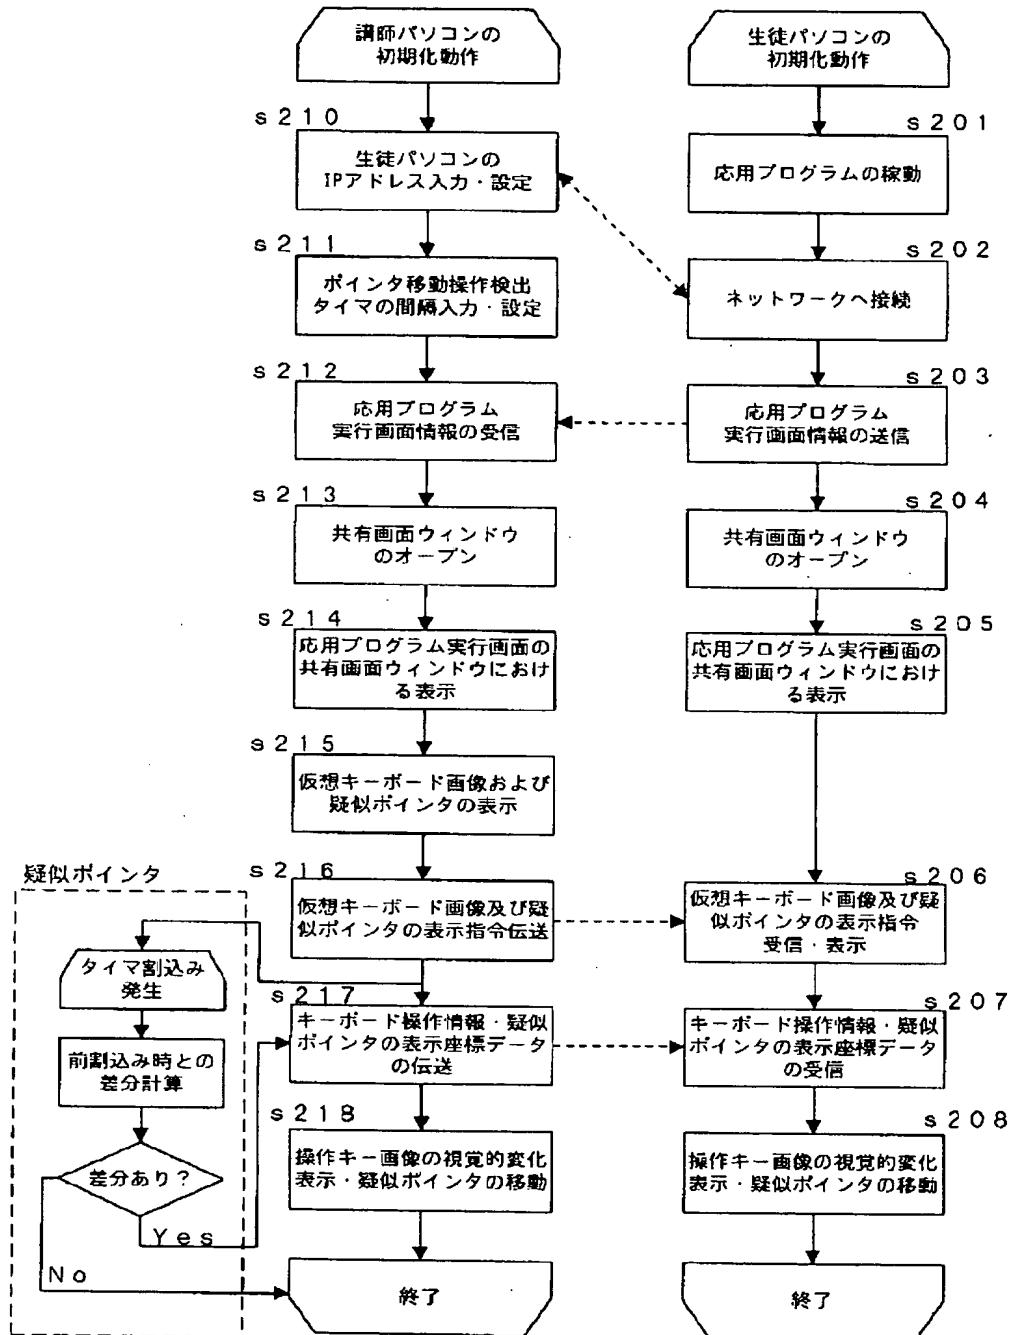 講師パソコンの
初期化動作
s210
生徒パソコンの
IPアドレス入力・設定
s211
ポインタ移動操作検出
タイマの間隔入力・設定
s212
応用プログラム
実行画面情報の受信
s213
共有画面ウィンドウ
のオープン
s214
応用プログラム実行画面の
共有画面ウィンドウにおけ
る表示
s215
仮想キーボード画像および
疑似ポインタの表示
s216
仮想キーボード画像及び疑
似ポインタの表示指令伝送
s217
キーボード操作情報・疑似
ポインタの表示座標データ
の伝送
s218
操作キー画像の視覚的変化
表示・疑似ポインタの移動
終了
疑似ポインタ
タイマ割込み
発生
前割込み時との
差分計算
差分あり?
Yes
No
生徒パソコンの
初期化動作
s201
応用プログラムの稼動
s202
ネットワークへ接続
s203
応用プログラム
実行画面情報の送信
s204
共有画面ウィンドウ
のオープン
s205
応用プログラム実行画面の
共有画面ウィンドウにおけ
る表示
s206
仮想キーボード画像及び疑
似ポインタの表示指令
受信・表示
s207
キーボード操作情報・疑似
ポインタの表示座標データ
の受信
s208
操作キー画像の視覚的変化
表示・疑似ポインタの移動
終了